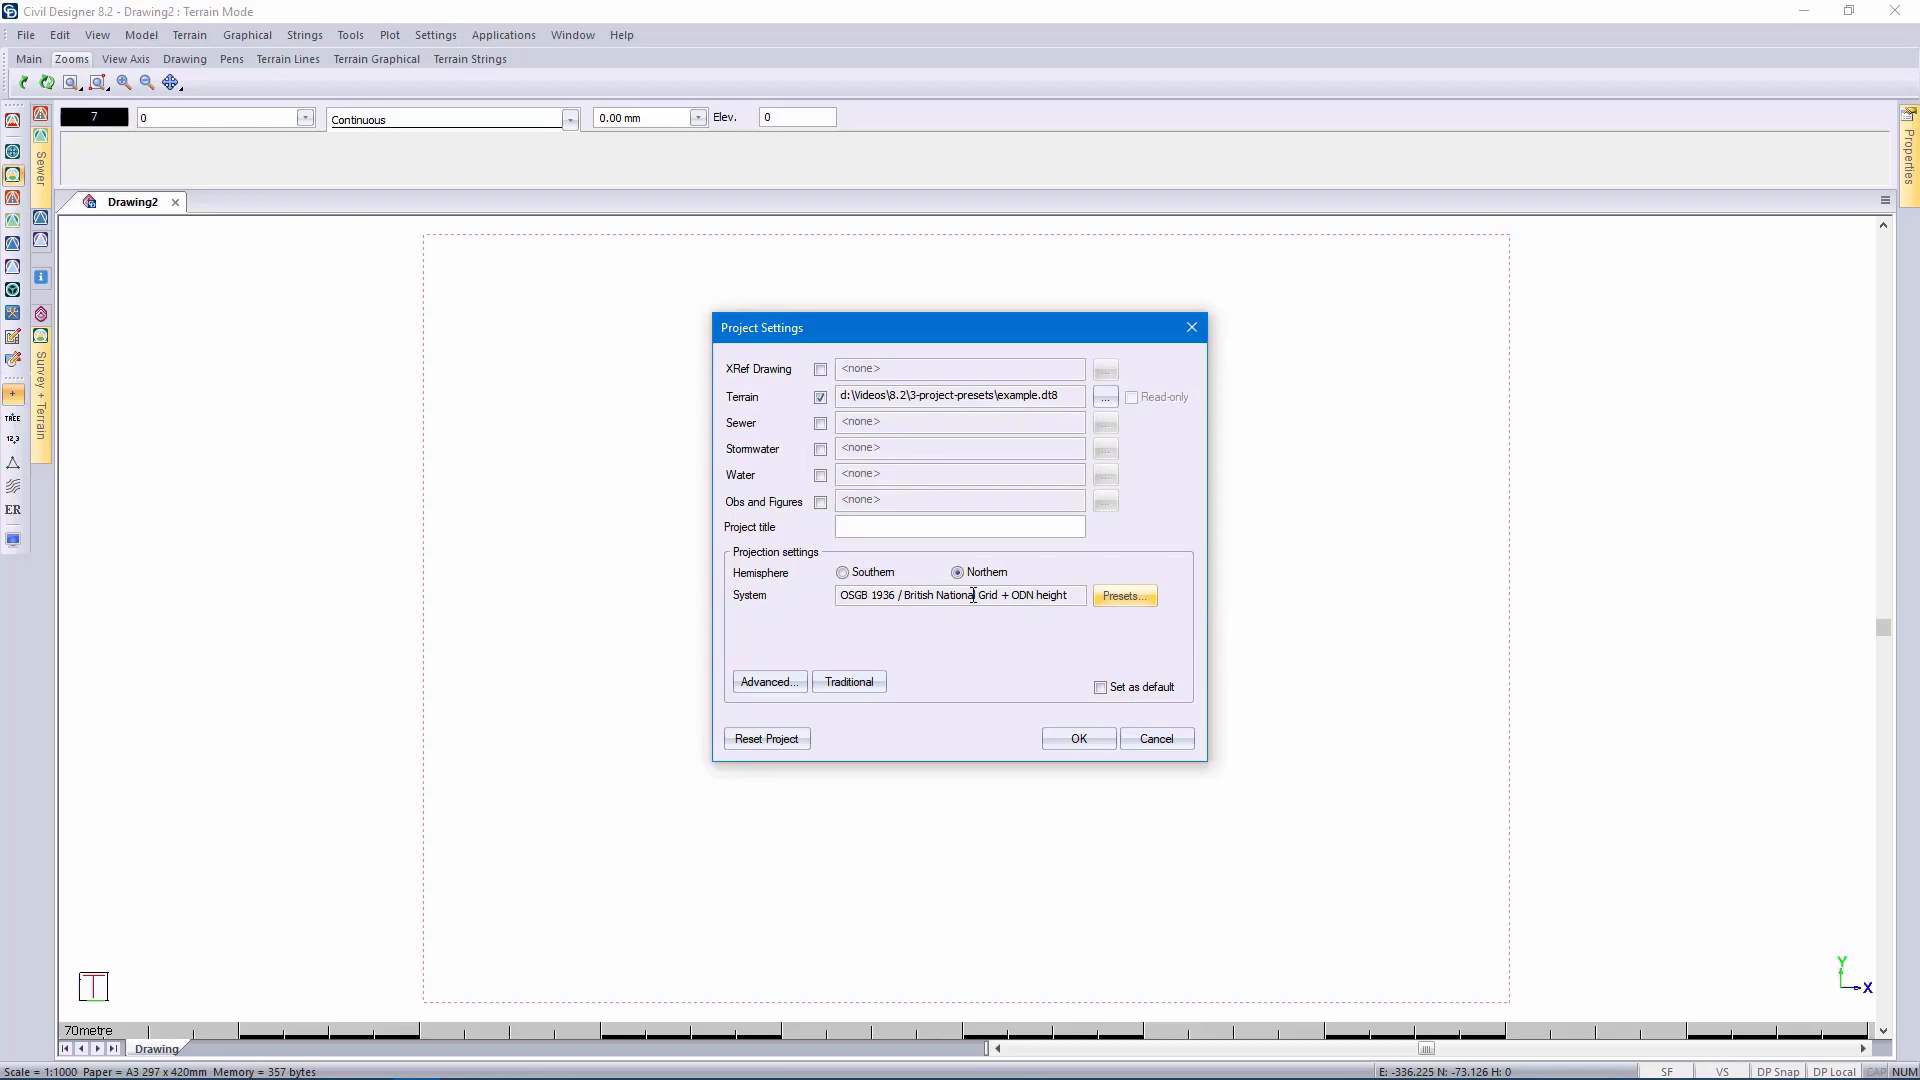 Civil Designer 8.2 - Drawing2 : Terrain Mode
File Edit View Model Terrain Graphical Strings Tools Plot Settings Applications Window Help
Main Zooms View Axis Drawing Pens Terrain Lines Terrain Graphical Terrain Strings
7 0 Continuous 0.00 mm Elev. 0
Properties
Sewer
Drawing2
Project Settings
XRef Drawing <none> ...
Terrain d:\Videos\8.2\3-project-presets\example.dt8 ... Read-only
Sewer <none> ...
Stormwater <none> ...
Water <none> ...
Obs and Figures <none> ...
Project title
Projection settings
Hemisphere Southern Northern
System OSGB 1936 / British National Grid + ODN height Presets...
Advanced... Traditional Set as default
Reset Project OK Cancel
Survey + Terrain
TREE
12,3
ER
T
Y
X
70metre
Drawing
Scale = 1:1000 Paper = A3 297 x 420mm Memory = 357 bytes E: -336.225 N: -73.126 H: 0 SF VS DP Snap DP Local CAP NUM